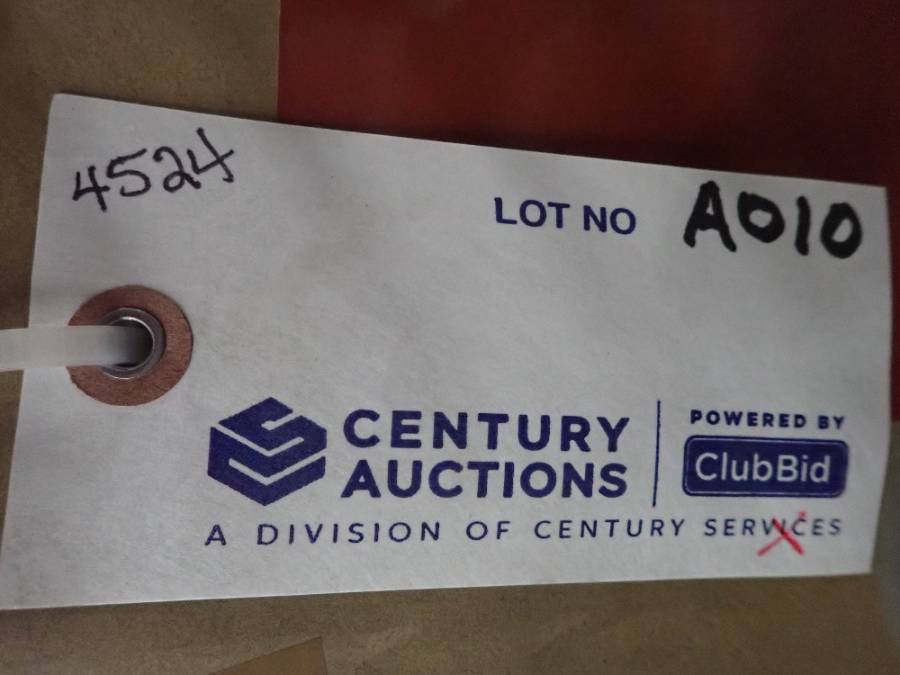 4524
LOT NO A010
CENTURY AUCTIONS
POWERED BY
ClubBid
A DIVISION OF CENTURY SERVICES